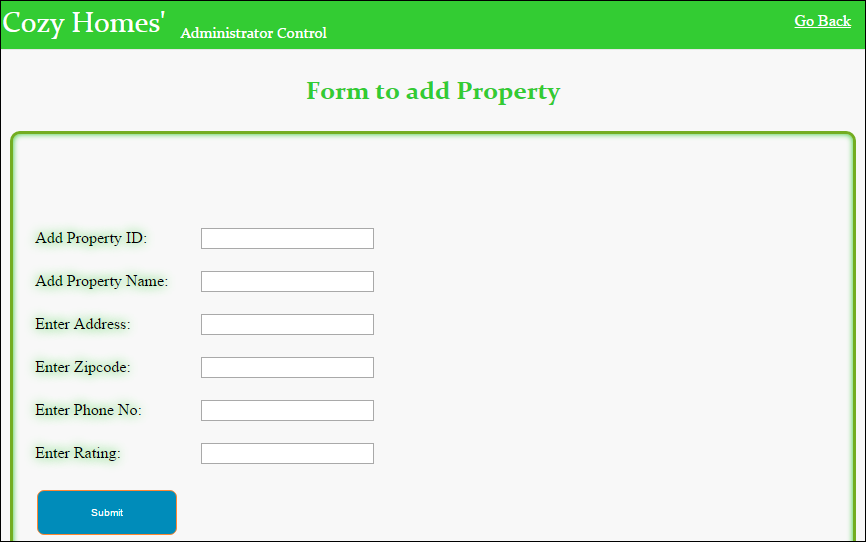 Cozy Homes' Administrator Control Go Back
Form to add Property
Add Property ID:
Add Property Name:
Enter Address:
Enter Zipcode:
Enter Phone No:
Enter Rating:
Submit